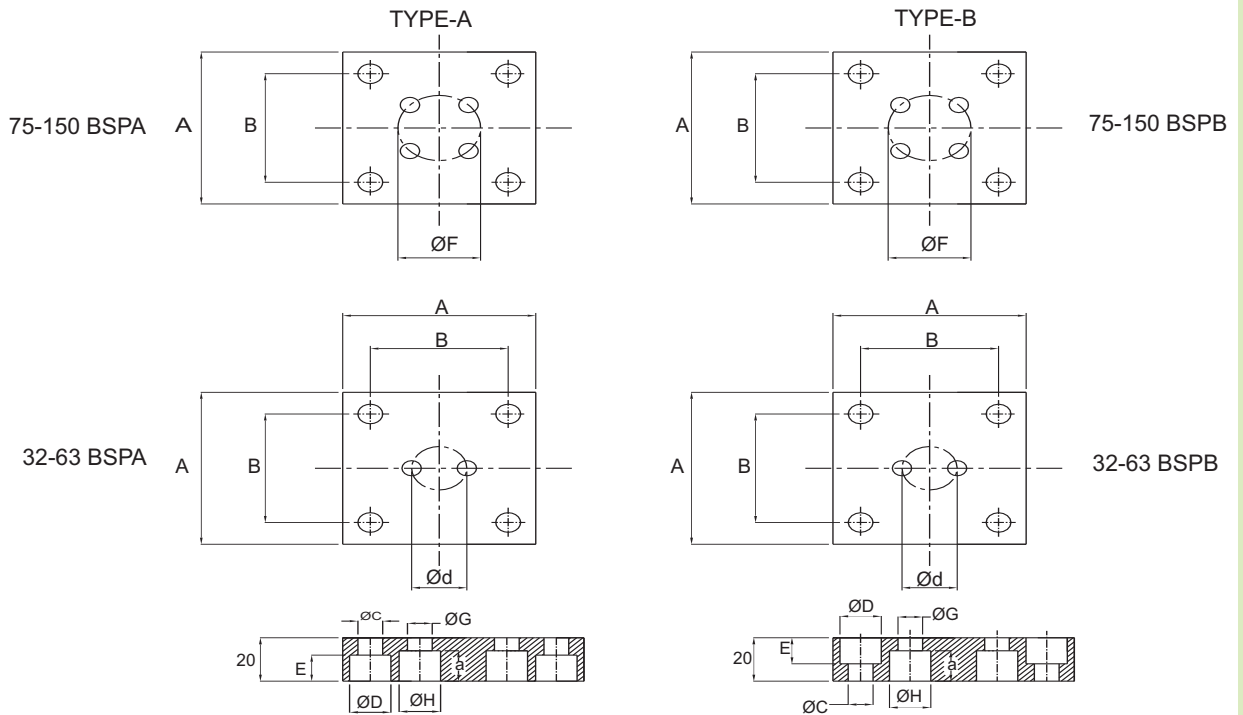 TYPE-A
TYPE-B
75-150 BSPA
A
B
ØF
A
B
ØF
75-150 BSPB
A
B
32-63 BSPA
A
B
Ød
A
B
A
B
Ød
32-63 BSPB
ØC
ØG
20
E
a
ØD
ØH
ØD
ØG
E
20
a
ØC
ØH